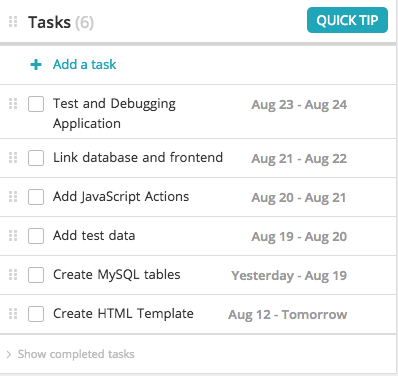 Tasks (6) QUICK TIP
+ Add a task
Test and Debugging Aug 23 - Aug 24
Application
Link database and frontend Aug 21 - Aug 22
Add JavaScript Actions Aug 20 - Aug 21
Add test data Aug 19 - Aug 20
Create MySQL tables Yesterday - Aug 19
Create HTML Template Aug 12 - Tomorrow
Show completed tasks